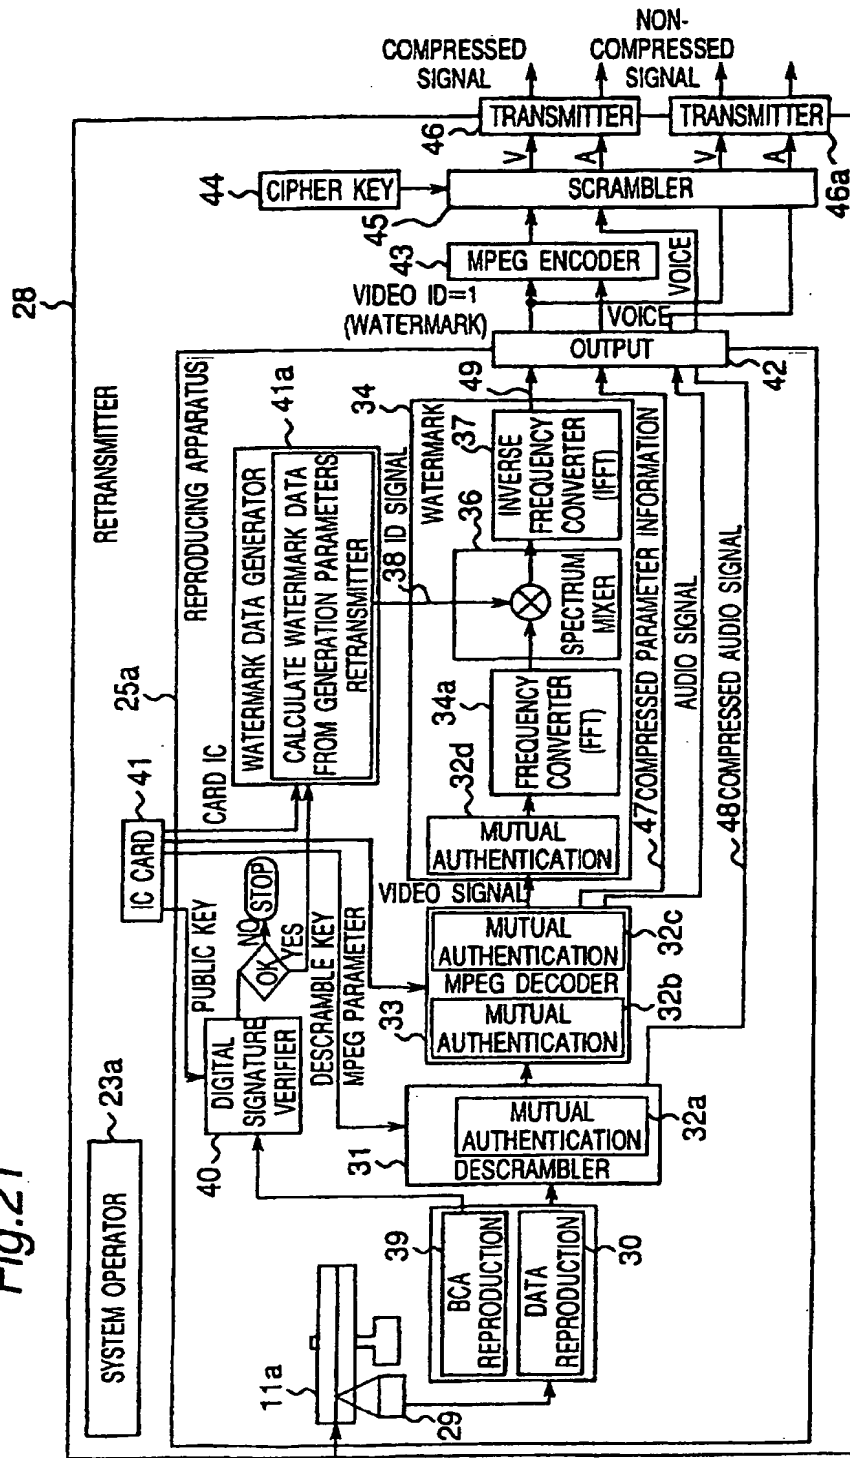 Fig.21
28
RETRANSMITTER
SYSTEM OPERATOR
23a
25a
REPRODUCING APPARATUS
IC CARD
41
PUBLIC KEY
CARD IC
DIGITAL
SIGNATURE
VERIFIER
40
OK
NO
YES
STOP
DESCRAMBLE KEY
MPEG PARAMETER
WATERMARK DATA GENERATOR
41a
CALCULATE WATERMARK DATA
FROM GENERATION PARAMETERS
RETRANSMITTER
38 ID SIGNAL
11a
29
39
BCA
REPRODUCTION
DATA
REPRODUCTION
30
31
MUTUAL
AUTHENTICATION
DESCRAMBLER
32a
33
MUTUAL
AUTHENTICATION
32b
MPEG DECODER
MUTUAL
AUTHENTICATION
32c
VIDEO SIGNAL
34
WATERMARK
MUTUAL
AUTHENTICATION
32d
FREQUENCY
CONVERTER
(FFT)
34a
SPECTRUM
MIXER
36
INVERSE
FREQUENCY
CONVERTER
(IFFT)
37
49
47 COMPRESSED PARAMETER INFORMATION
AUDIO SIGNAL
48 COMPRESSED AUDIO SIGNAL
OUTPUT
42
VIDEO ID=1
(WATERMARK)
VOICE
VOICE
MPEG ENCODER
43
CIPHER KEY
44
SCRAMBLER
45
V
A
V
A
TRANSMITTER
46
TRANSMITTER
46a
COMPRESSED
SIGNAL
NON-
COMPRESSED
SIGNAL